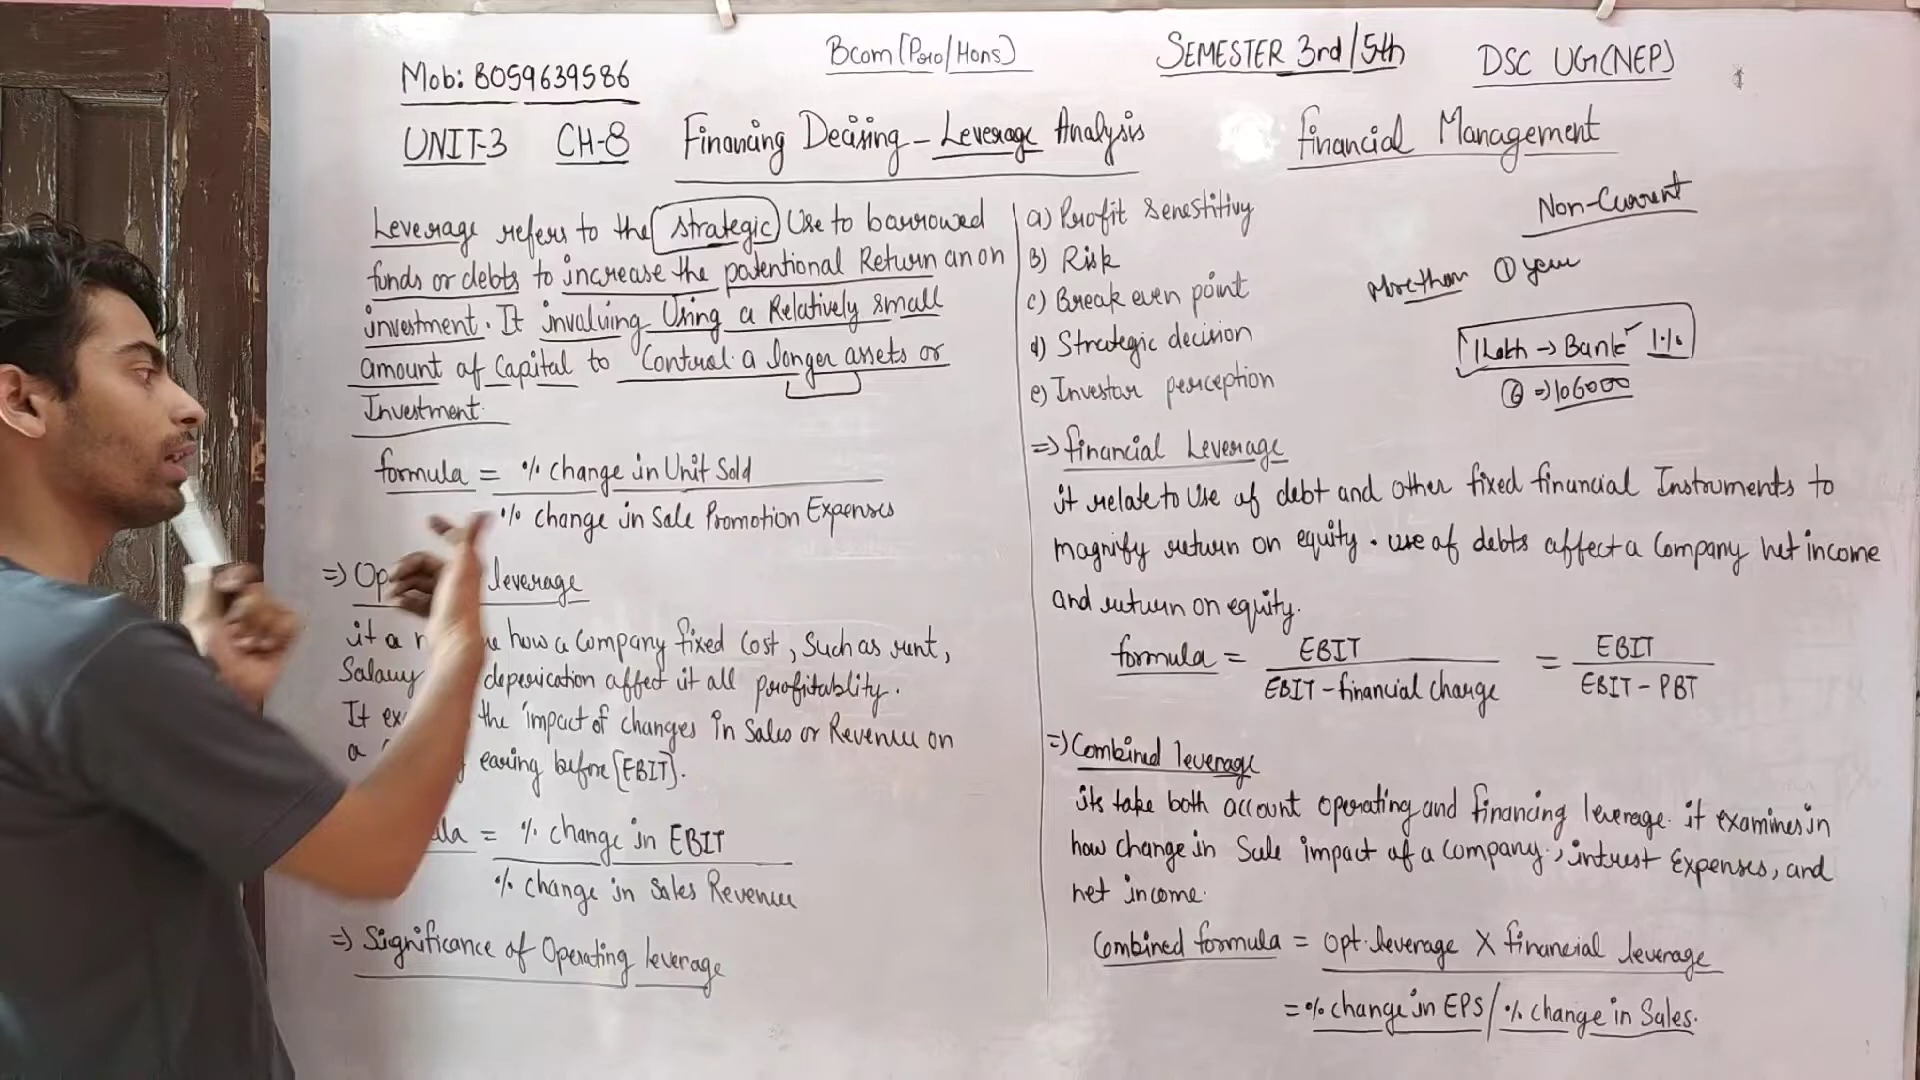 Bcom (Pro/Hons)
SEMESTER 3rd/5th
DSC UG(NEP)
Mob: 8059639586
UNIT-3 CH-8 Financing Decising - Leverage Analysis
financial Management
Leverage refers to the strategic Use to borrowed
funds or debts to increase the potentional Return an on
investment. It involving Using a Relatively small
amount of Capital to Control a longer assets or
Investment.
formula = % change in Unit Sold
% change in Sale Promotion Expenses
=> Op leverage
it a how a Company fixed cost, Such as rent,
Salary deperication affect it all profitablity.
It ex the impact of changes in Sales or Revenue on
a earing before [EBIT].
la = % change in EBIT
% change in Sales Revenue
=> Significance of Operating leverage
a) Profit Senestitivy
B) Risk
c) Break even point
d) Strategic decision
e) Investor perception
Non-Current
More than 1 year
1 Lakh -> Bank 1%
6 => 106000
=> financial Leverage
it relate to Use of debt and other fixed financial Instruments to
magnify return on equity. use of debts affect a Company net income
and return on equity.
formula = EBIT = EBIT
EBIT - financial charge EBIT - PBT
=> Combined leverage
its take both account operating and financing leverage. it examines in
how change in Sale impact of a company, intrest Expenses, and
net income.
Combined formula = opt. leverage X financial leverage
= % change in EPS / % change in Sales.